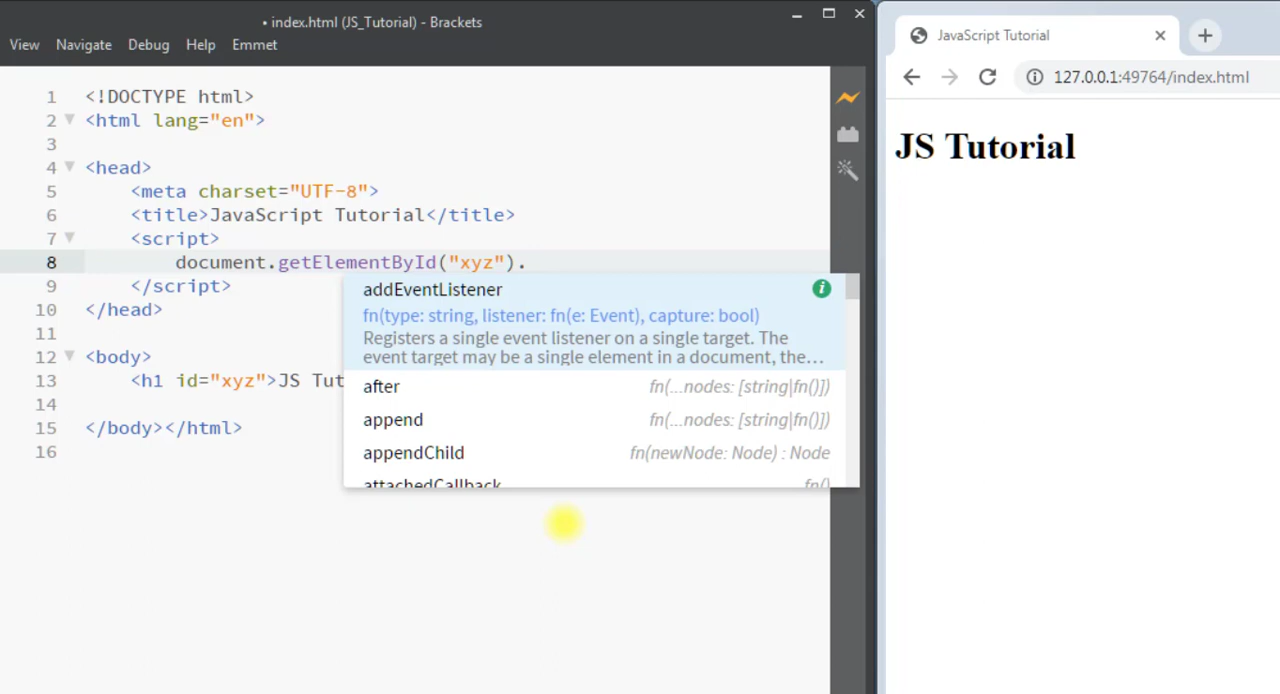 • index.html (JS_Tutorial) - Brackets
View Navigate Debug Help Emmet
1 <!DOCTYPE html>
2 <html lang="en">
3
4 <head>
5 <meta charset="UTF-8">
6 <title>JavaScript Tutorial</title>
7 <script>
8 document.getElementById("xyz").
9 </script>
10 </head>
11
12 <body>
13 <h1 id="xyz">JS Tut
14
15 </body></html>
16
addEventListener
fn(type: string, listener: fn(e: Event), capture: bool)
Registers a single event listener on a single target. The
event target may be a single element in a document, the…
after fn(...nodes: [string|fn()])
append fn(...nodes: [string|fn()])
appendChild fn(newNode: Node) : Node
attachedCallback fn()
JavaScript Tutorial
127.0.0.1:49764/index.html
JS Tutorial